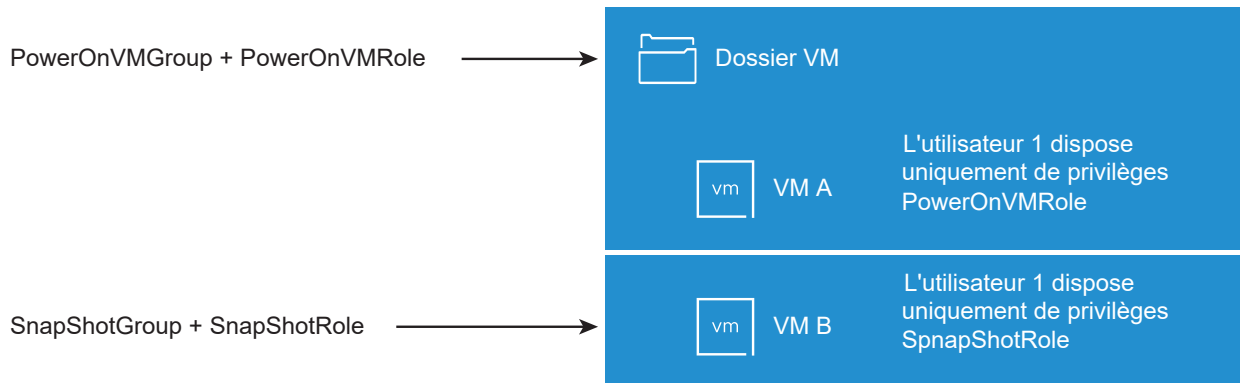 PowerOnVMGroup + PowerOnVMRole
Dossier VM
vm
VM A
L'utilisateur 1 dispose
uniquement de privilèges
PowerOnVMRole
SnapShotGroup + SnapShotRole
vm
VM B
L'utilisateur 1 dispose
uniquement de privilèges
SpnapShotRole